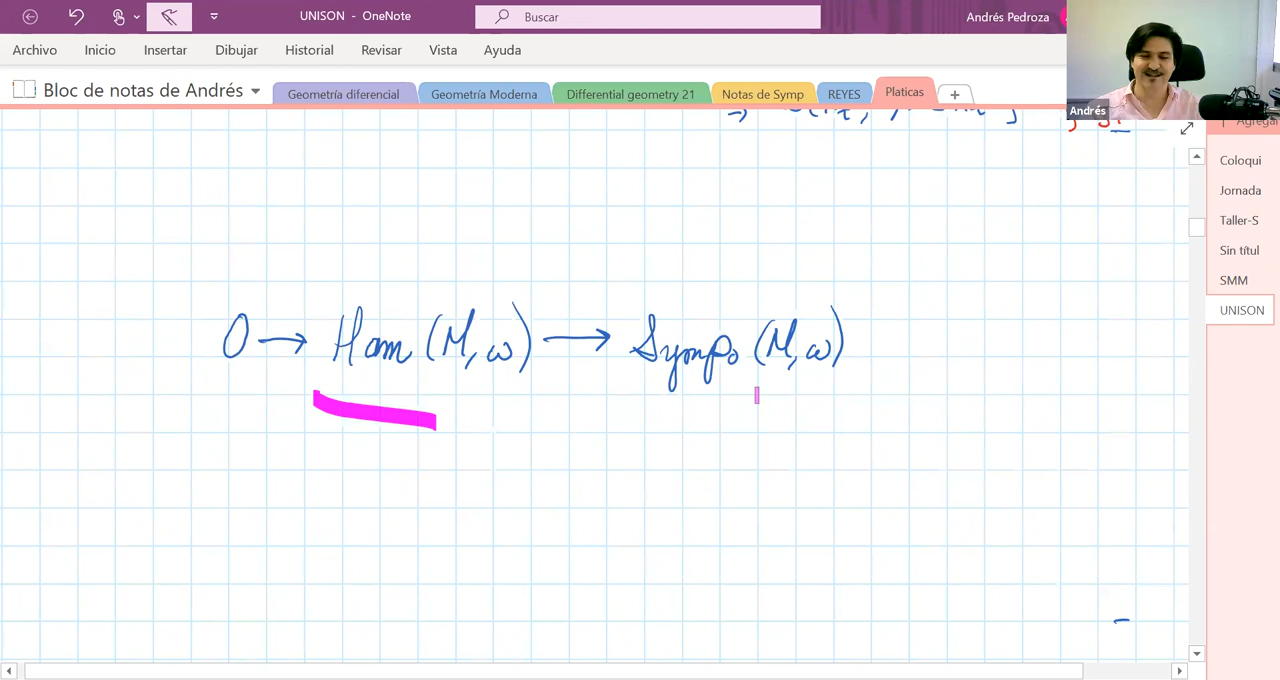 UNISON - OneNote
Buscar
Andrés Pedroza
Archivo Inicio Insertar Dibujar Historial Revisar Vista Ayuda
Bloc de notas de Andrés
Geometría diferencial
Geometría Moderna
Differential geometry 21
Notas de Symp
REYES
Platicas
Andrés
Coloqui
Jornada
Taller-S
Sin títul
SMM
UNISON
0 → Ham (M, ω) → Symp₀ (M, ω)